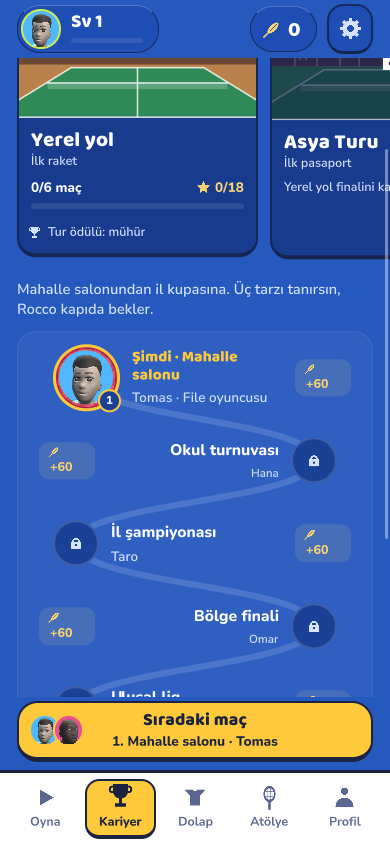 Sv 1
0
Yerel yol
İlk raket
0/6 maç
0/18
Tur ödülü: mühür
Asya Turu
İlk pasaport
Yerel yol finalini
Mahalle salonundan il kupasına. Üç tarzı tanırsın,
Rocco kapıda bekler.
Şimdi · Mahalle
salonu
Tomas · File oyuncusu
1
+60
+60
Okul turnuvası
Hana
İl şampiyonası
Taro
+60
+60
Bölge finali
Omar
Sıradaki maç
1. Mahalle salonu · Tomas
Oyna
Kariyer
Dolap
Atölye
Profil